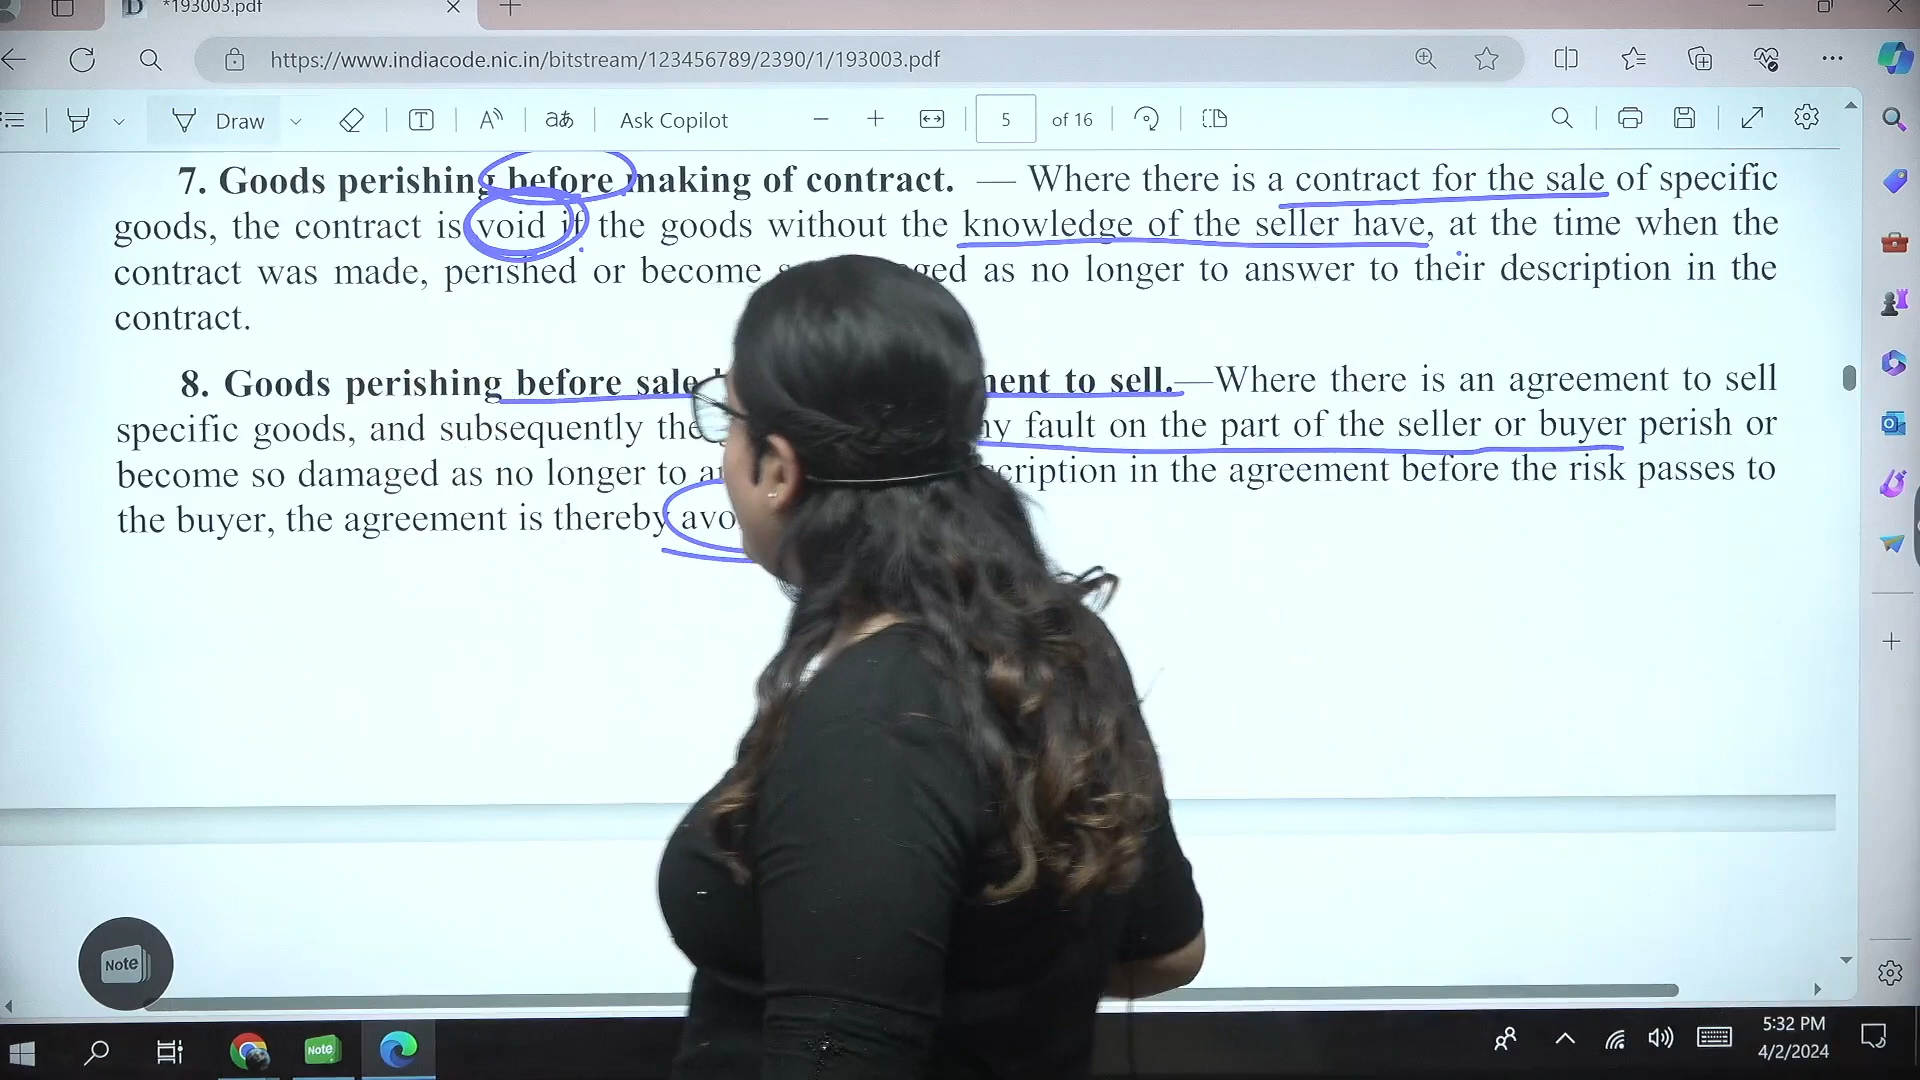 *193003.pdf
https://www.indiacode.nic.in/bitstream/123456789/2390/1/193003.pdf
Draw T A aあ Ask Copilot 5 of 16
7. Goods perishing before making of contract. — Where there is a contract for the sale of specific
goods, the contract is void if the goods without the knowledge of the seller have, at the time when the
contract was made, perished or become as no longer to answer to their description in the
contract.
8. Goods perishing before sale to sell.—Where there is an agreement to sell
specific goods, and subsequently the fault on the part of the seller or buyer perish or
become so damaged as no longer to in the agreement before the risk passes to
the buyer, the agreement is thereby
Note
Note
5:32 PM
4/2/2024